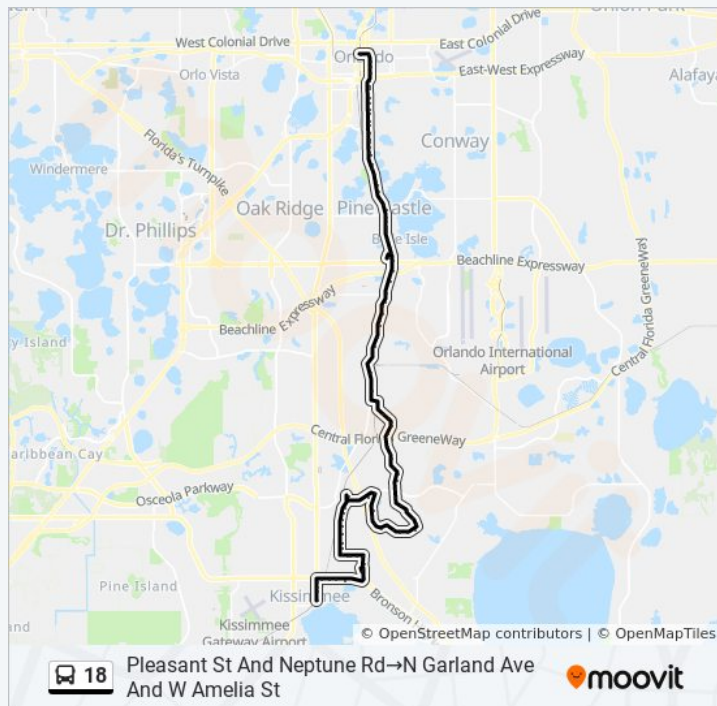 West Colonial Drive
East Colonial Drive
Orlando
Orlo Vista
East-West Expressway
Alafaya
Florida's Turnpike
Conway
Windermere
Oak Ridge
Pine Castle
Dr. Phillips
Belle Isle
Beachline Expressway
Central Florida GreeneWay
Beachline Expressway
Orlando International
Airport
Central Florida GreeneWay
aribbean Cay
Osceola Parkway
Pine Island
Kissimmee
Bronson
Kissimmee
Gateway Airport
© OpenStreetMap contributors | © OpenMapTiles
18
Pleasant St And Neptune Rd→N Garland Ave
And W Amelia St
moovit